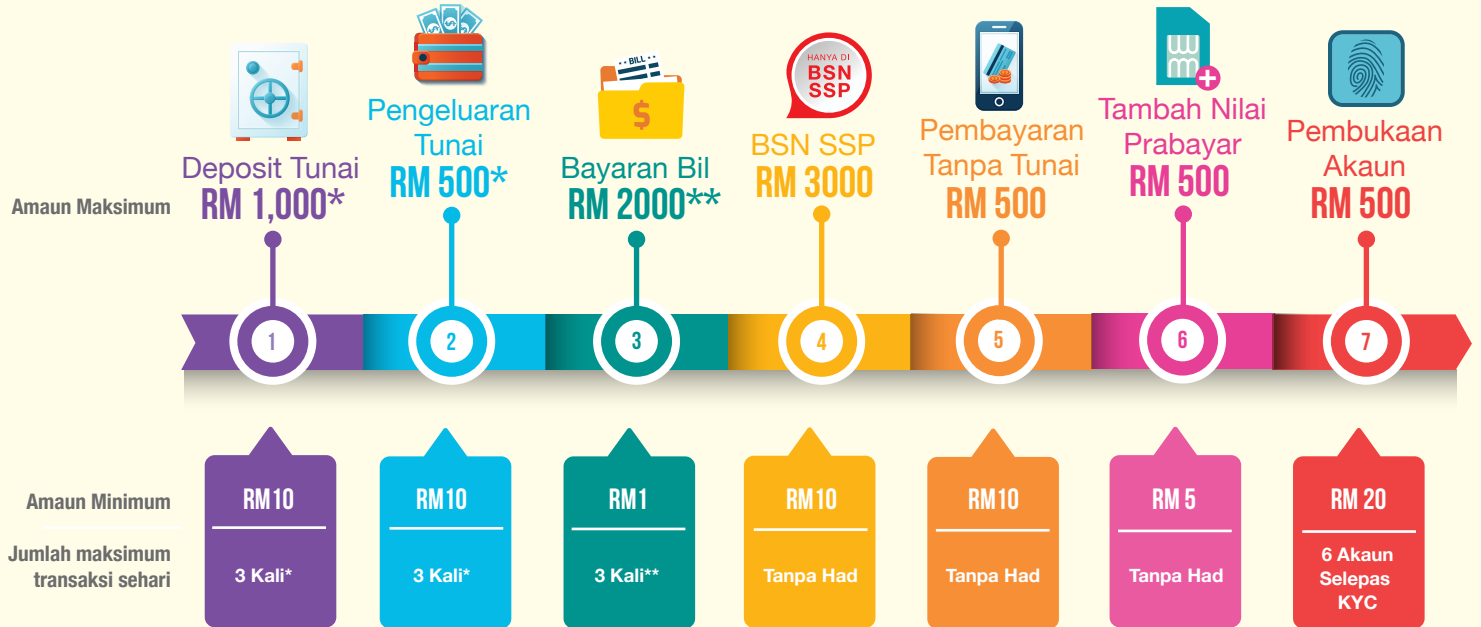 BILL
HANYA DI
BSN
SSP
Pengeluaran
Tunai
RM 500*
Tambah Nilai
Prabayar
RM 500
Pembayaran
Tanpa Tunai
RM 500
Pembukaan
Akaun
RM 500
BSN SSP
RM 3000
Deposit Tunai
RM 1,000*
Bayaran Bil
RM 2000**
Amaun Maksimum
1
2
3
4
5
6
7
Amaun Minimum
RM10
RM10
RM1
RM10
RM10
RM 5
RM 20
Jumlah maksimum
transaksi sehari
3 Kali*
3 Kali*
3 Kali**
Tanpa Had
Tanpa Had
Tanpa Had
6 Akaun
Selepas
KYC